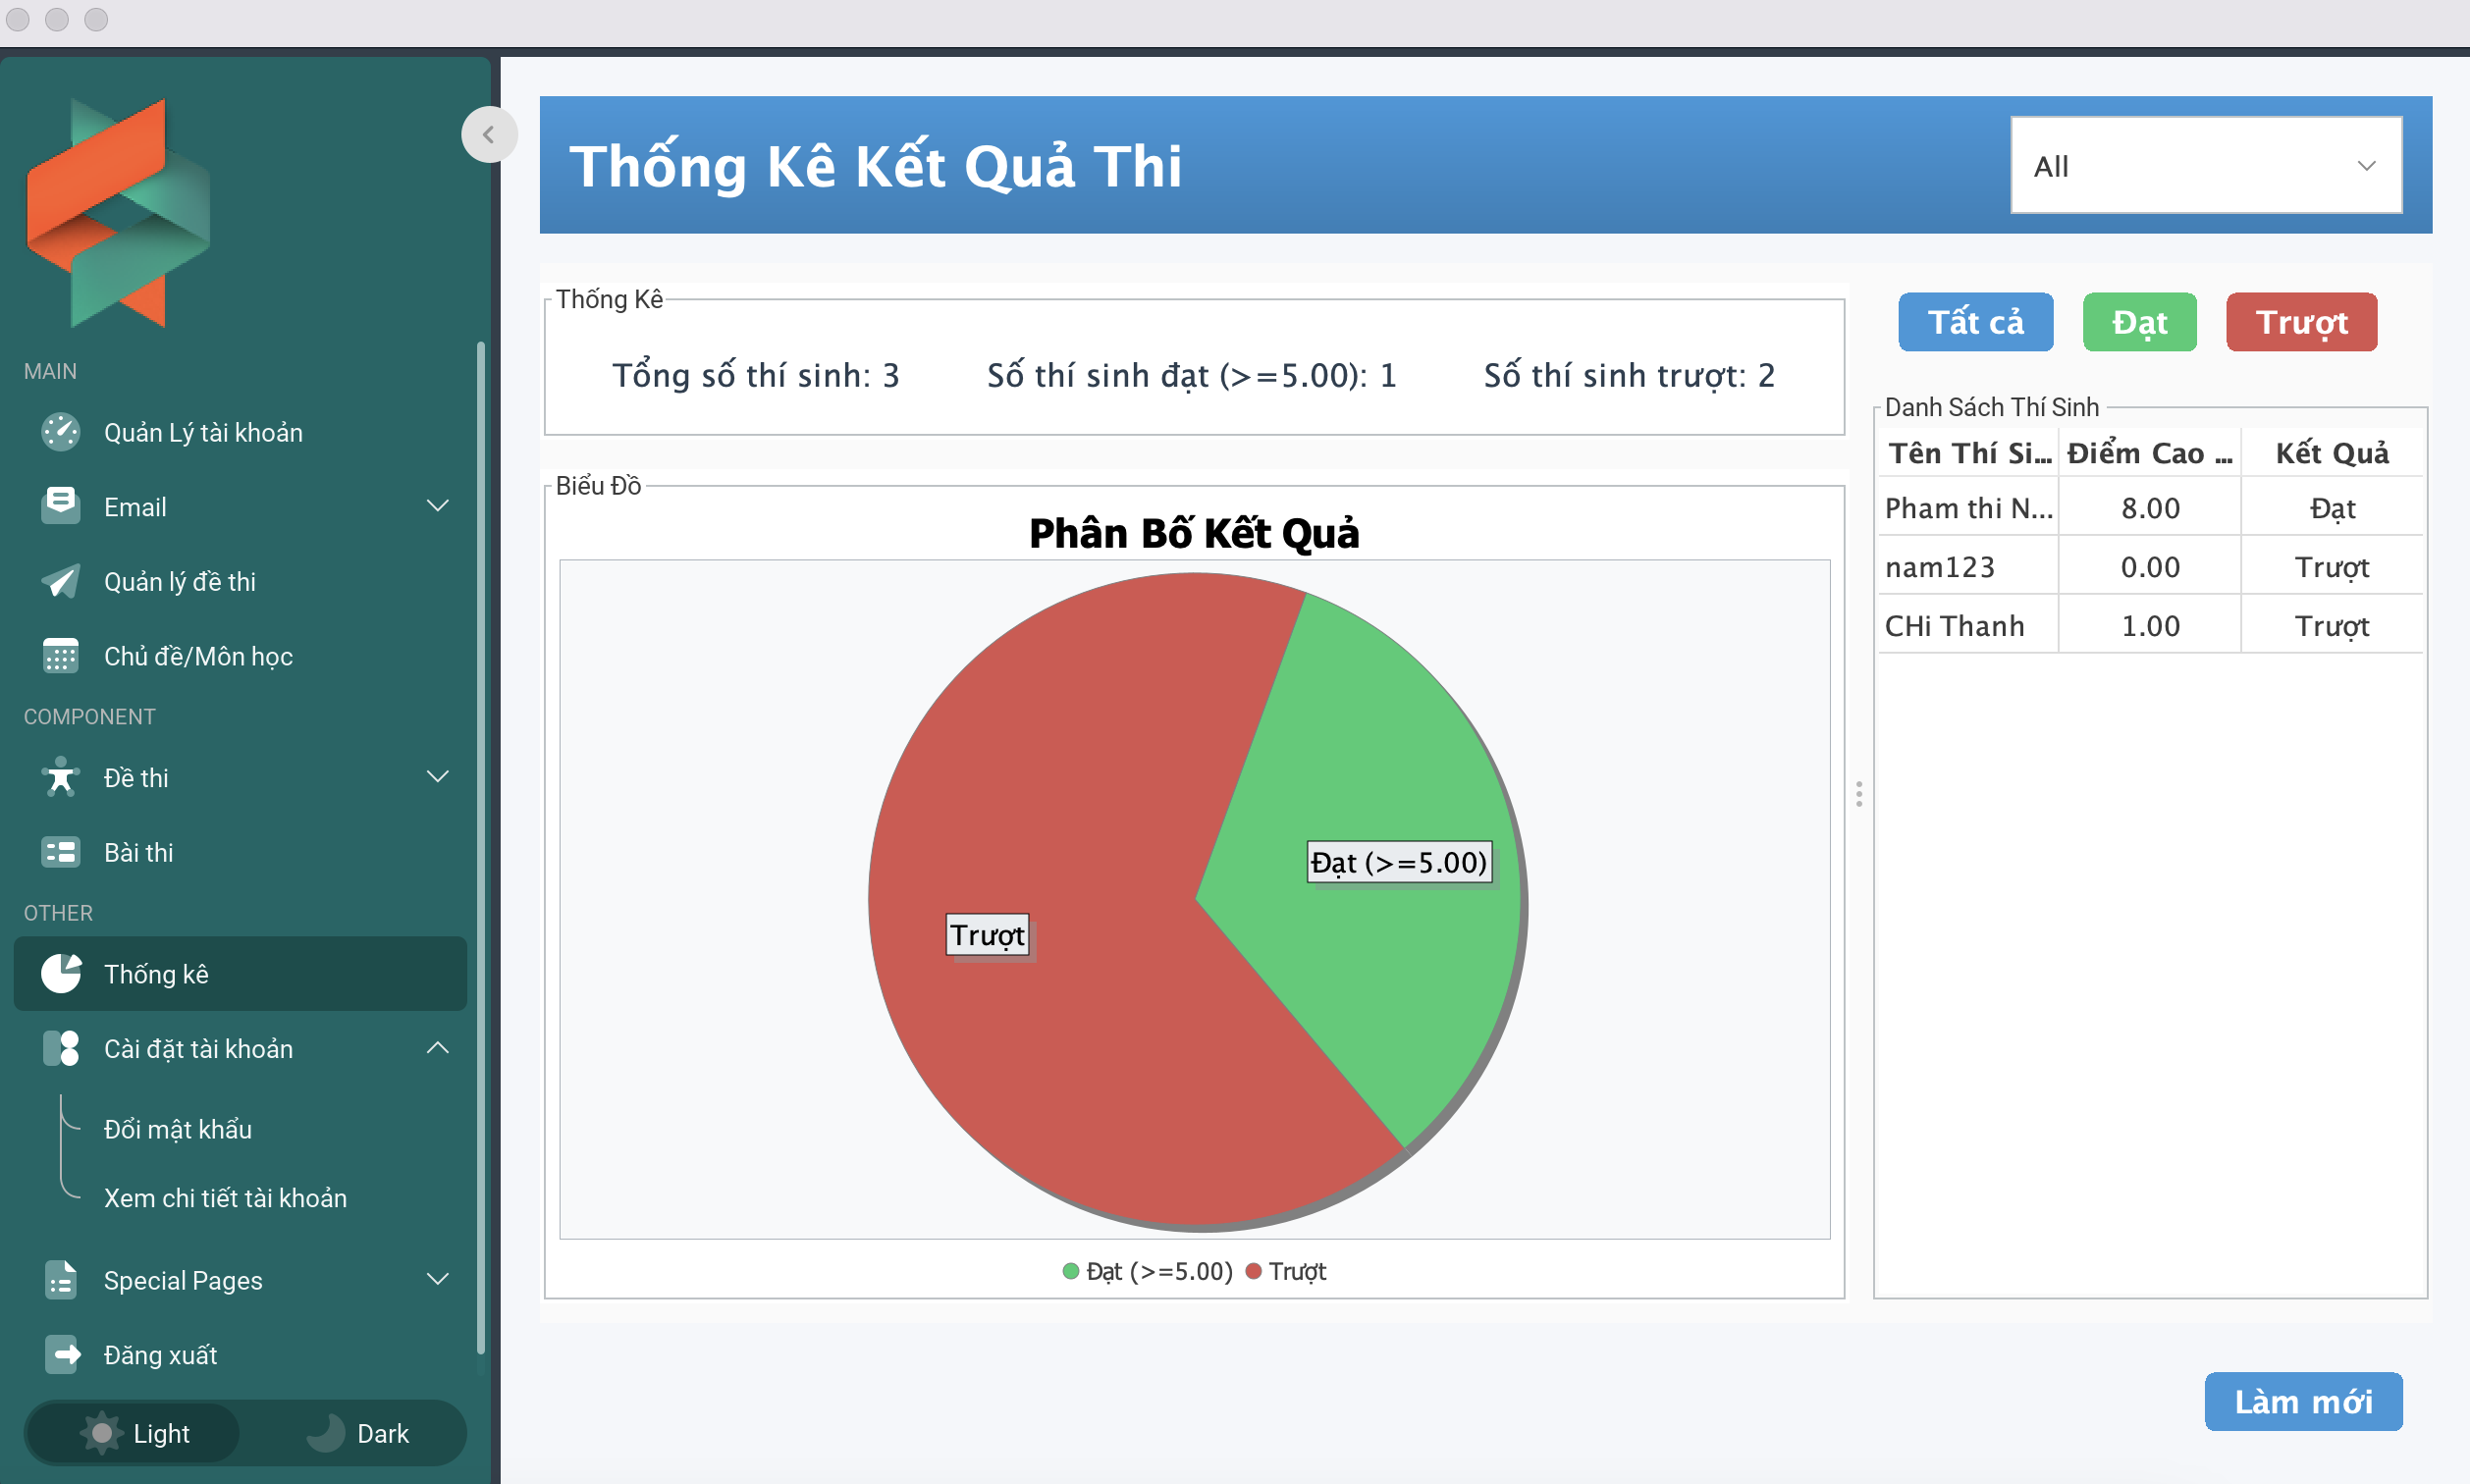 MAIN
Quản Lý tài khoản
Email
Quản lý đề thi
Chủ đề/Môn học
COMPONENT
Đề thi
Bài thi
OTHER
Thống kê
Cài đặt tài khoản
Đổi mật khẩu
Xem chi tiết tài khoản
Special Pages
Đăng xuất
Light Dark
Thống Kê Kết Quả Thi
All
Thống Kê
Tổng số thí sinh: 3 Số thí sinh đạt (>=5.00): 1 Số thí sinh trượt: 2
Biểu Đồ
Phân Bố Kết Quả
Đạt (>=5.00)
Trượt
Đạt (>=5.00) Trượt
Tất cả Đạt Trượt
Danh Sách Thí Sinh
Tên Thí Si... Điểm Cao ... Kết Quả
Pham thi N... 8.00 Đạt
nam123 0.00 Trượt
CHi Thanh 1.00 Trượt
Làm mới